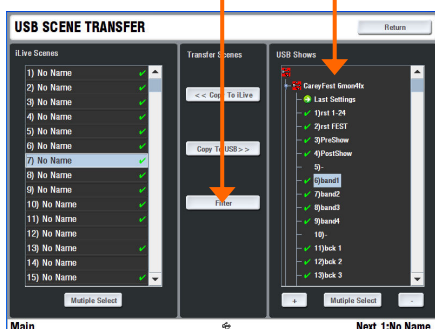 USB SCENE TRANSFER
Return
iLive Scenes
1) No Name
2) No Name
3) No Name
4) No Name
5) No Name
6) No Name
7) No Name
8) No Name
9) No Name
10) No Name
11) No Name
12) No Name
13) No Name
14) No Name
15) No Name
Mutiple Select
Transfer Scenes
<< Copy To iLive
Copy To USB >>
Filter
USB Shows
CareyFest 6mon4fx
Last Settings
1)rst 1-24
2)rst FEST
3)PreShow
4)PostShow
5)-
6)band1
7)band2
8)band3
9)band4
10)-
11)bck 1
12)bck 2
13)bck 3
+
Mutiple Select
-
Main
Next 1:No Name